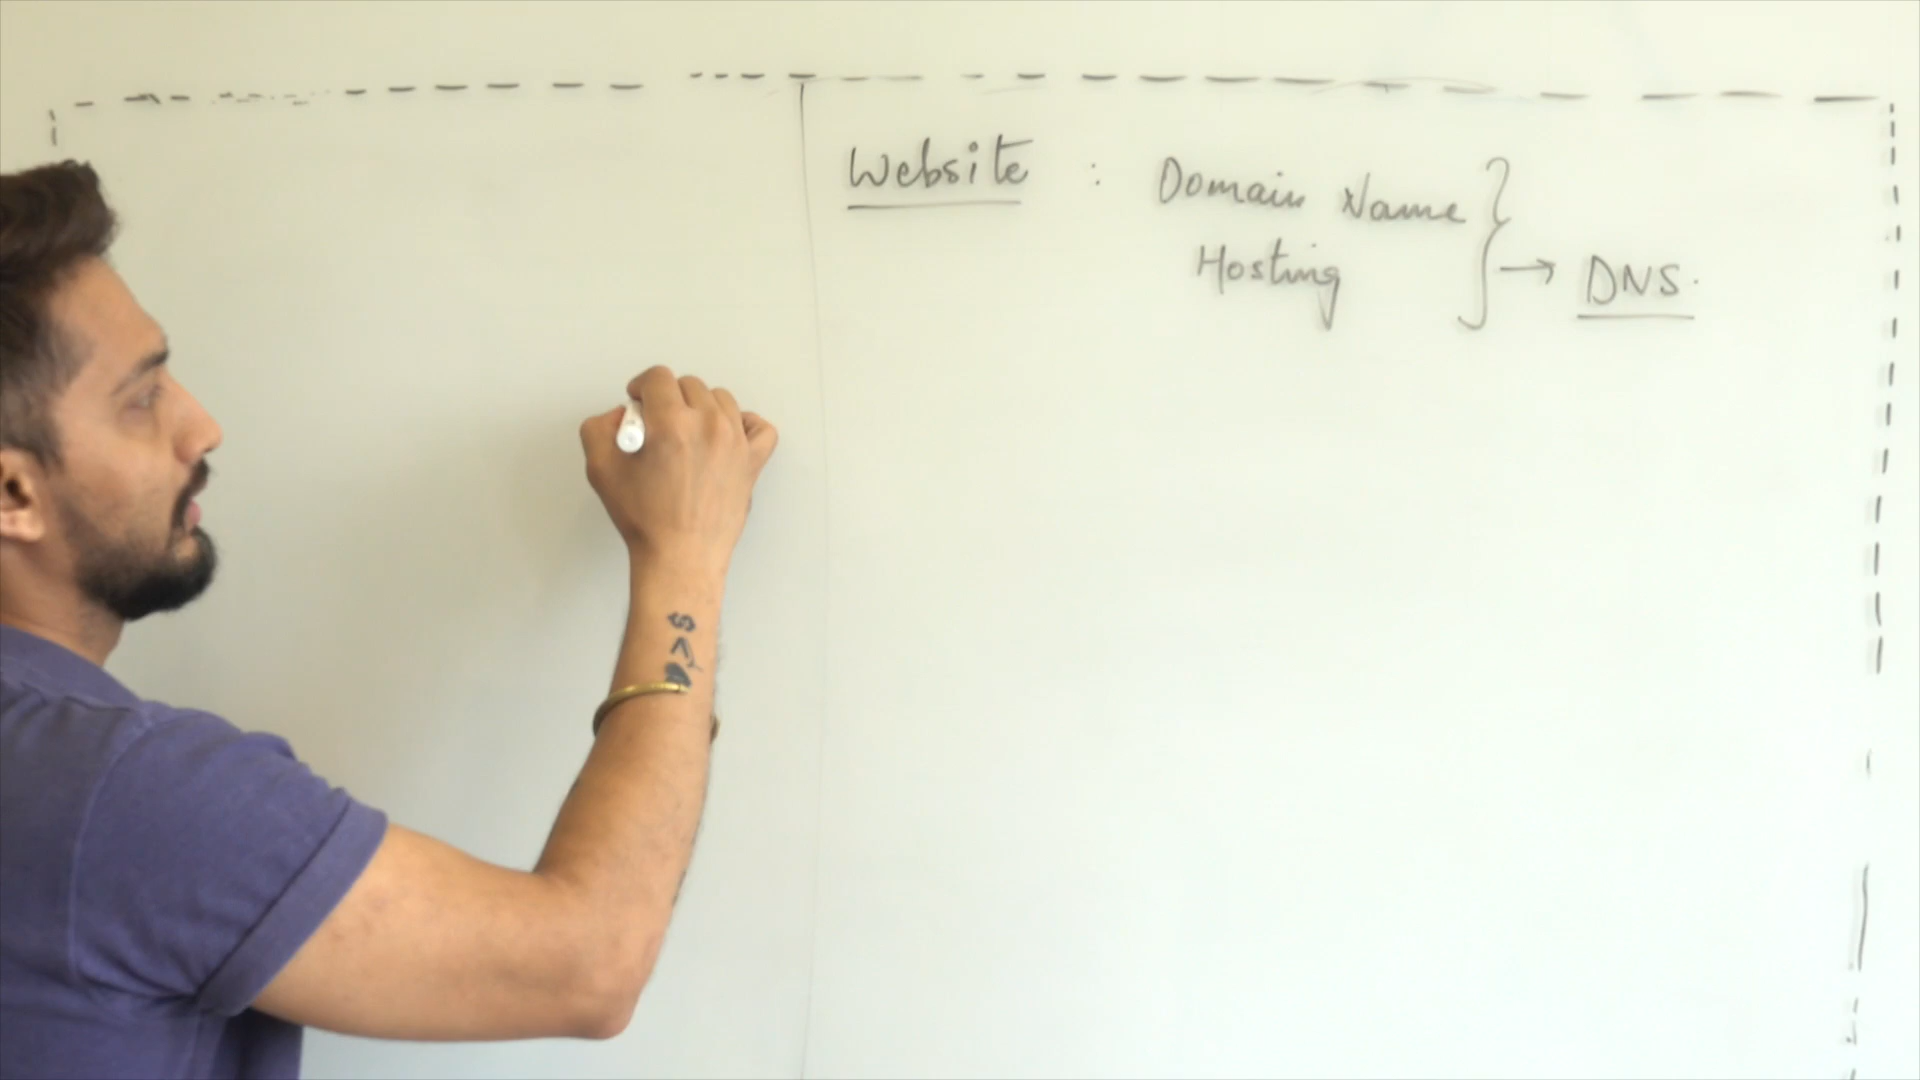 Website : Domain Name
Hosting
→ DNS.